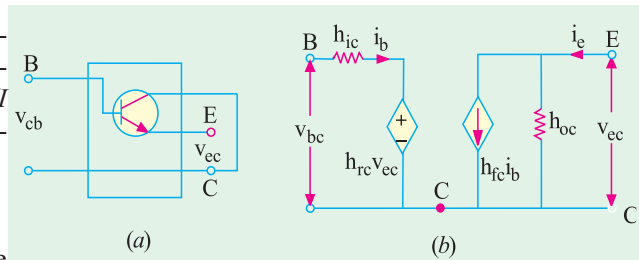 B
I
v_cb
E
v_ec
C
(a)
B
h_ic
i_b
i_e
E
v_bc
+
–
h_rc v_ec
h_fc i_b
h_oc
v_ec
C
C
(b)
e